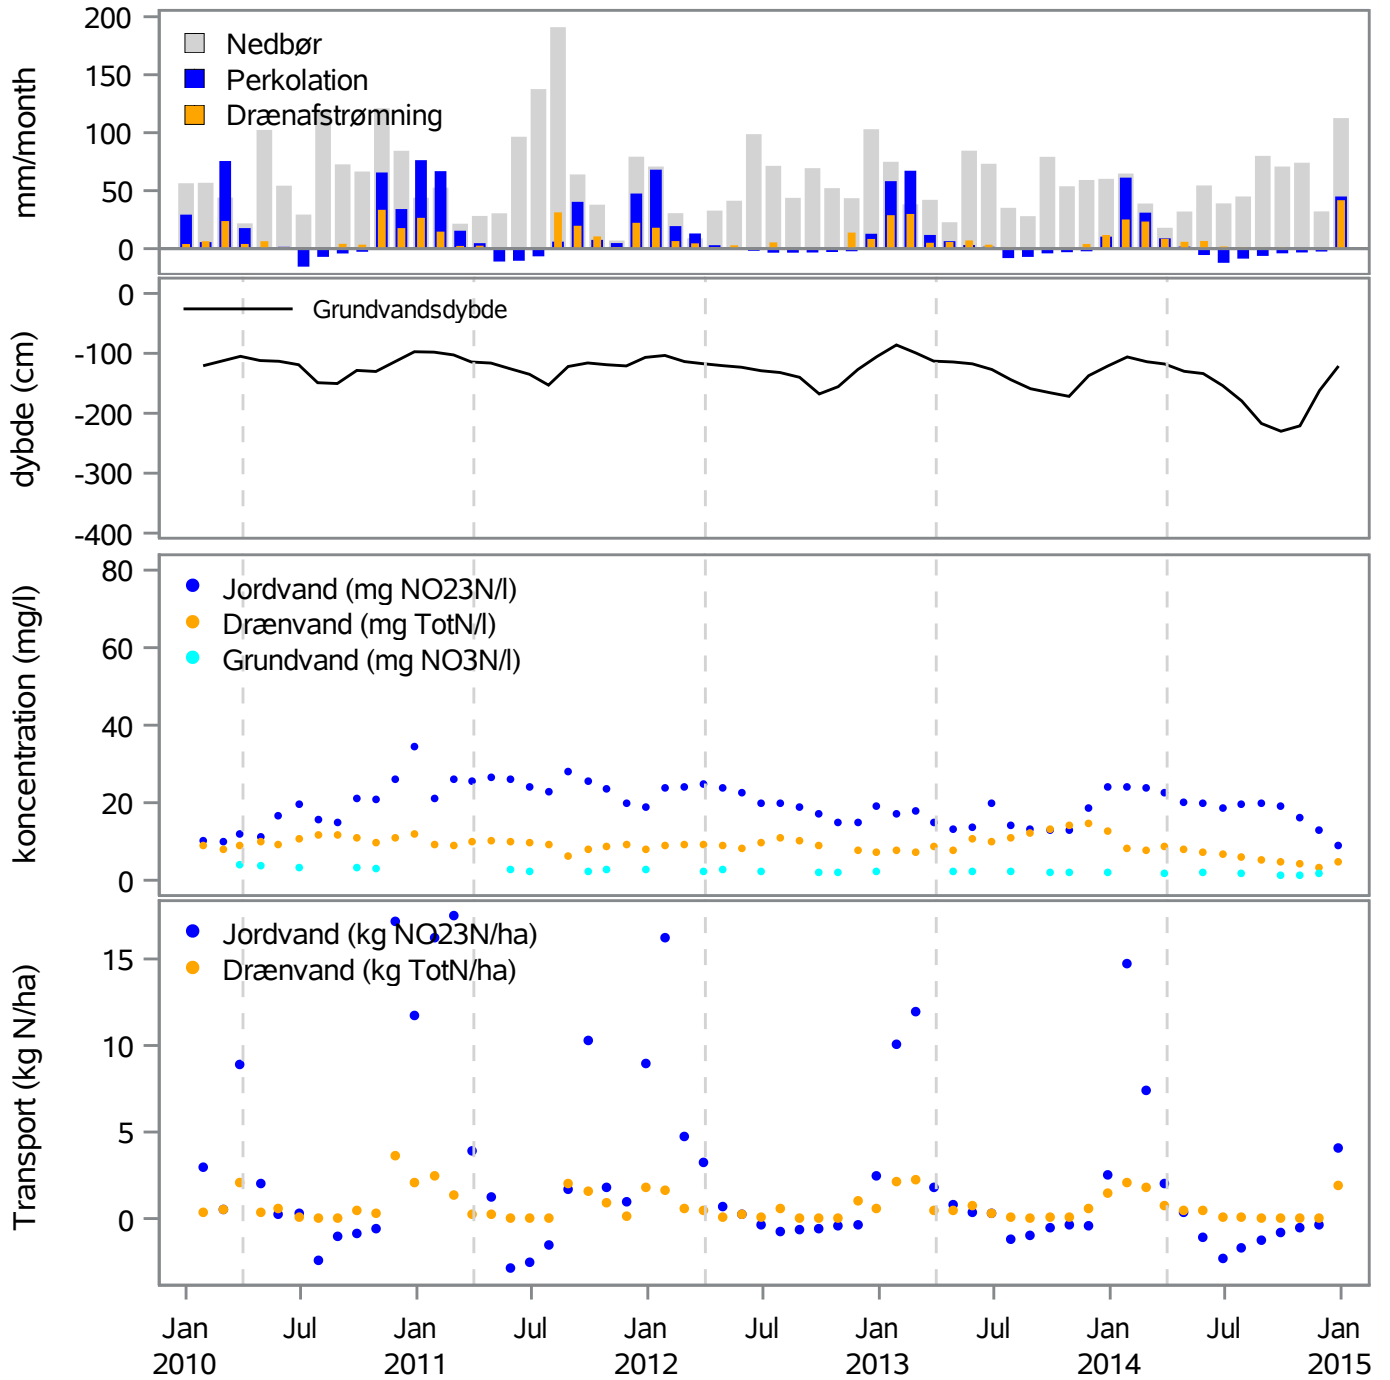 mm/month
200
150
100
50
0
Nedbør
Perkolation
Drænafstrømning
dybde (cm)
0
-100
-200
-300
-400
Grundvandsdybde
koncentration (mg/l)
80
60
40
20
0
Jordvand (mg NO23N/l)
Drænvand (mg TotN/l)
Grundvand (mg NO3N/l)
Transport (kg N/ha)
15
10
5
0
Jordvand (kg NO23N/ha)
Drænvand (kg TotN/ha)
Jan Jul Jan Jul Jan Jul Jan Jul Jan Jul Jan
2010 2011 2012 2013 2014 2015